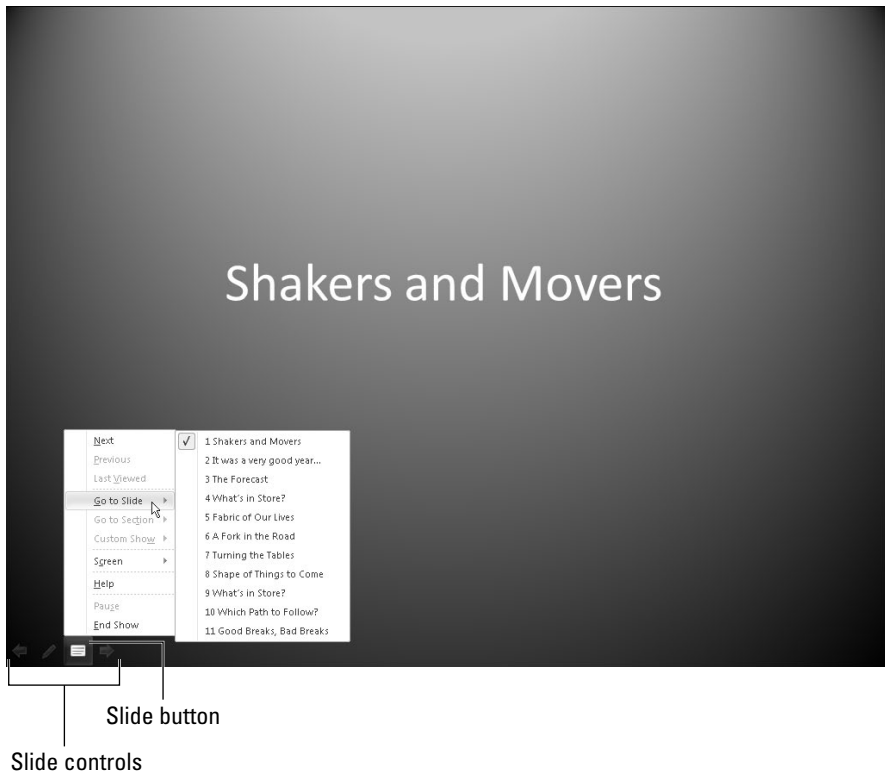 Shakers and Movers
Next
Previous
Last Viewed
Go to Slide
Go to Section
Custom Show
Screen
Help
Pause
End Show
1 Shakers and Movers
2 It was a very good year...
3 The Forecast
4 What's in Store?
5 Fabric of Our Lives
6 A Fork in the Road
7 Turning the Tables
8 Shape of Things to Come
9 What's in Store?
10 Which Path to Follow?
11 Good Breaks, Bad Breaks
Slide button
Slide controls